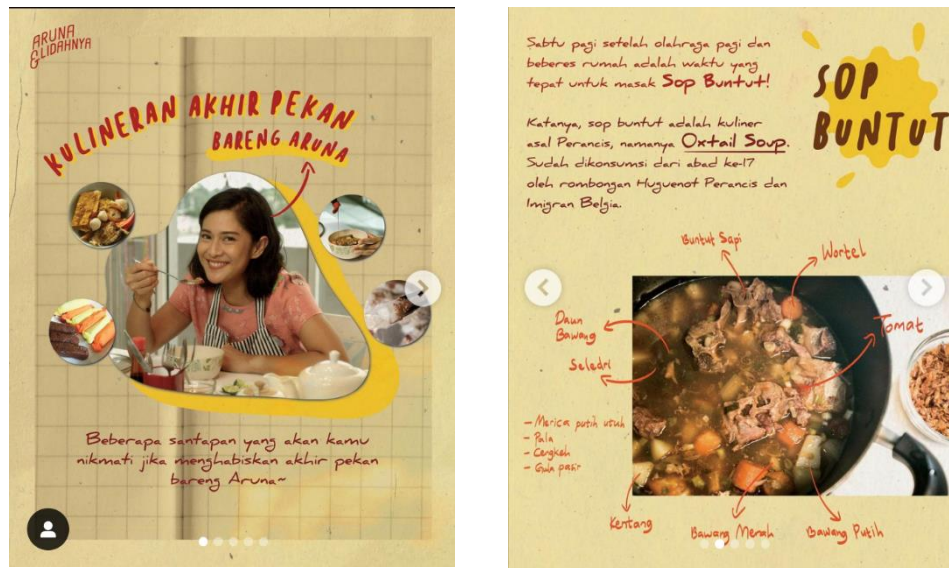 ARUNA
& LIDAHNYA
KULINERAN AKHIR PEKAN
BARENG ARUNA
Beberapa santapan yang akan kamu
nikmati jika menghabiskan akhir pekan
bareng Aruna~
Sabtu pagi setelah olahraga pagi dan
beberes rumah adalah waktu yang
tepat untuk masak Sop Buntut!
Katanya, sop buntut adalah kuliner
asal Perancis, namanya Oxtail Soup.
Sudah dikonsumsi dari abad ke-17
oleh rombongan Huguenot Perancis dan
Imigran Belgia.
SOP
BUNTUT
Buntut Sapi
Wortel
Daun
Bawang
Tomat
Seledri
- Merica putih utuh
- Pala
- Cengkeh
- Gula pasir
Kentang
Bawang Merah
Bawang Putih